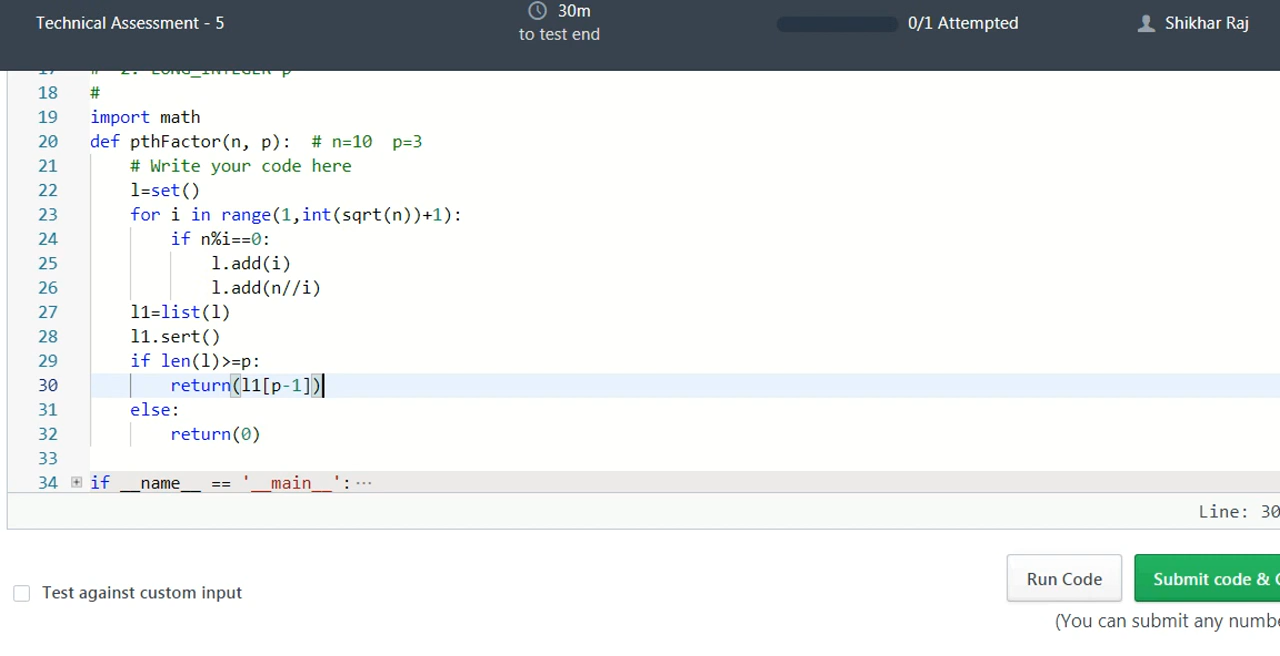 Technical Assessment - 5
30m
to test end
0/1 Attempted
Shikhar Raj
17 # 2. LONG_INTEGER p
18 #
19 import math
20 def pthFactor(n, p): # n=10 p=3
21 # Write your code here
22 l=set()
23 for i in range(1,int(sqrt(n))+1):
24 if n%i==0:
25 l.add(i)
26 l.add(n//i)
27 l1=list(l)
28 l1.sert()
29 if len(l)>=p:
30 return(l1[p-1])
31 else:
32 return(0)
33
34 if __name__ == '__main__':...
Line: 30
Test against custom input
Run Code
Submit code &
(You can submit any numbe